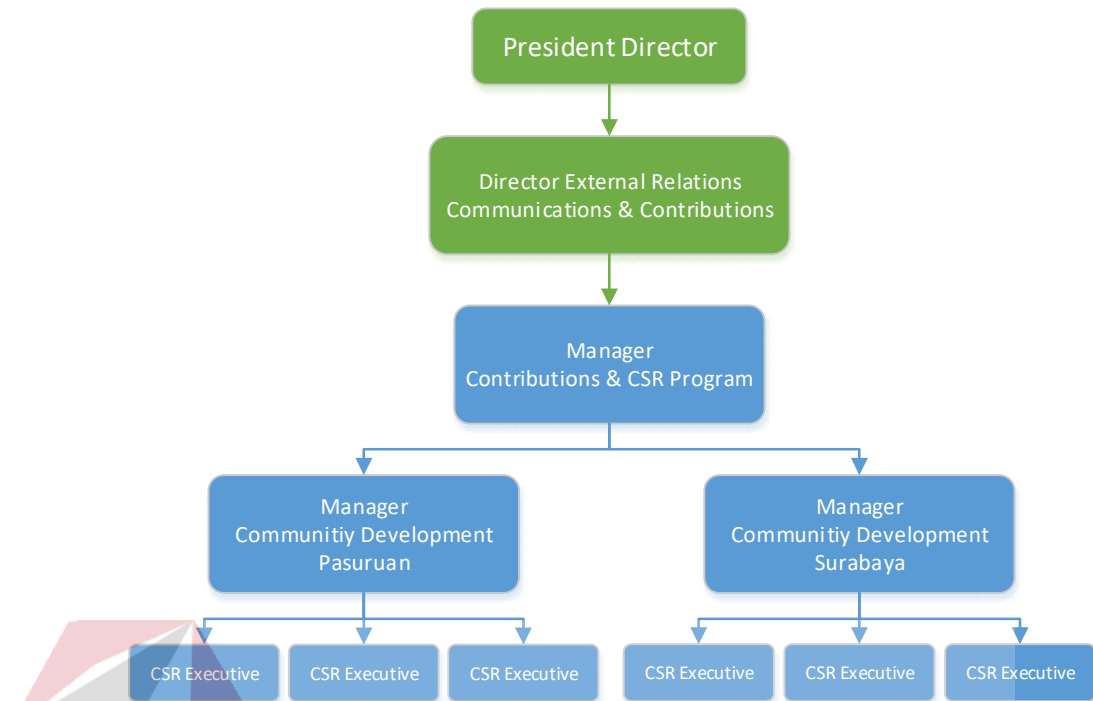 President Director
Director External Relations
Communications & Contributions
Manager
Contributions & CSR Program
Manager
Communitiy Development
Pasuruan
Manager
Communitiy Development
Surabaya
CSR Executive
CSR Executive
CSR Executive
CSR Executive
CSR Executive
CSR Executive